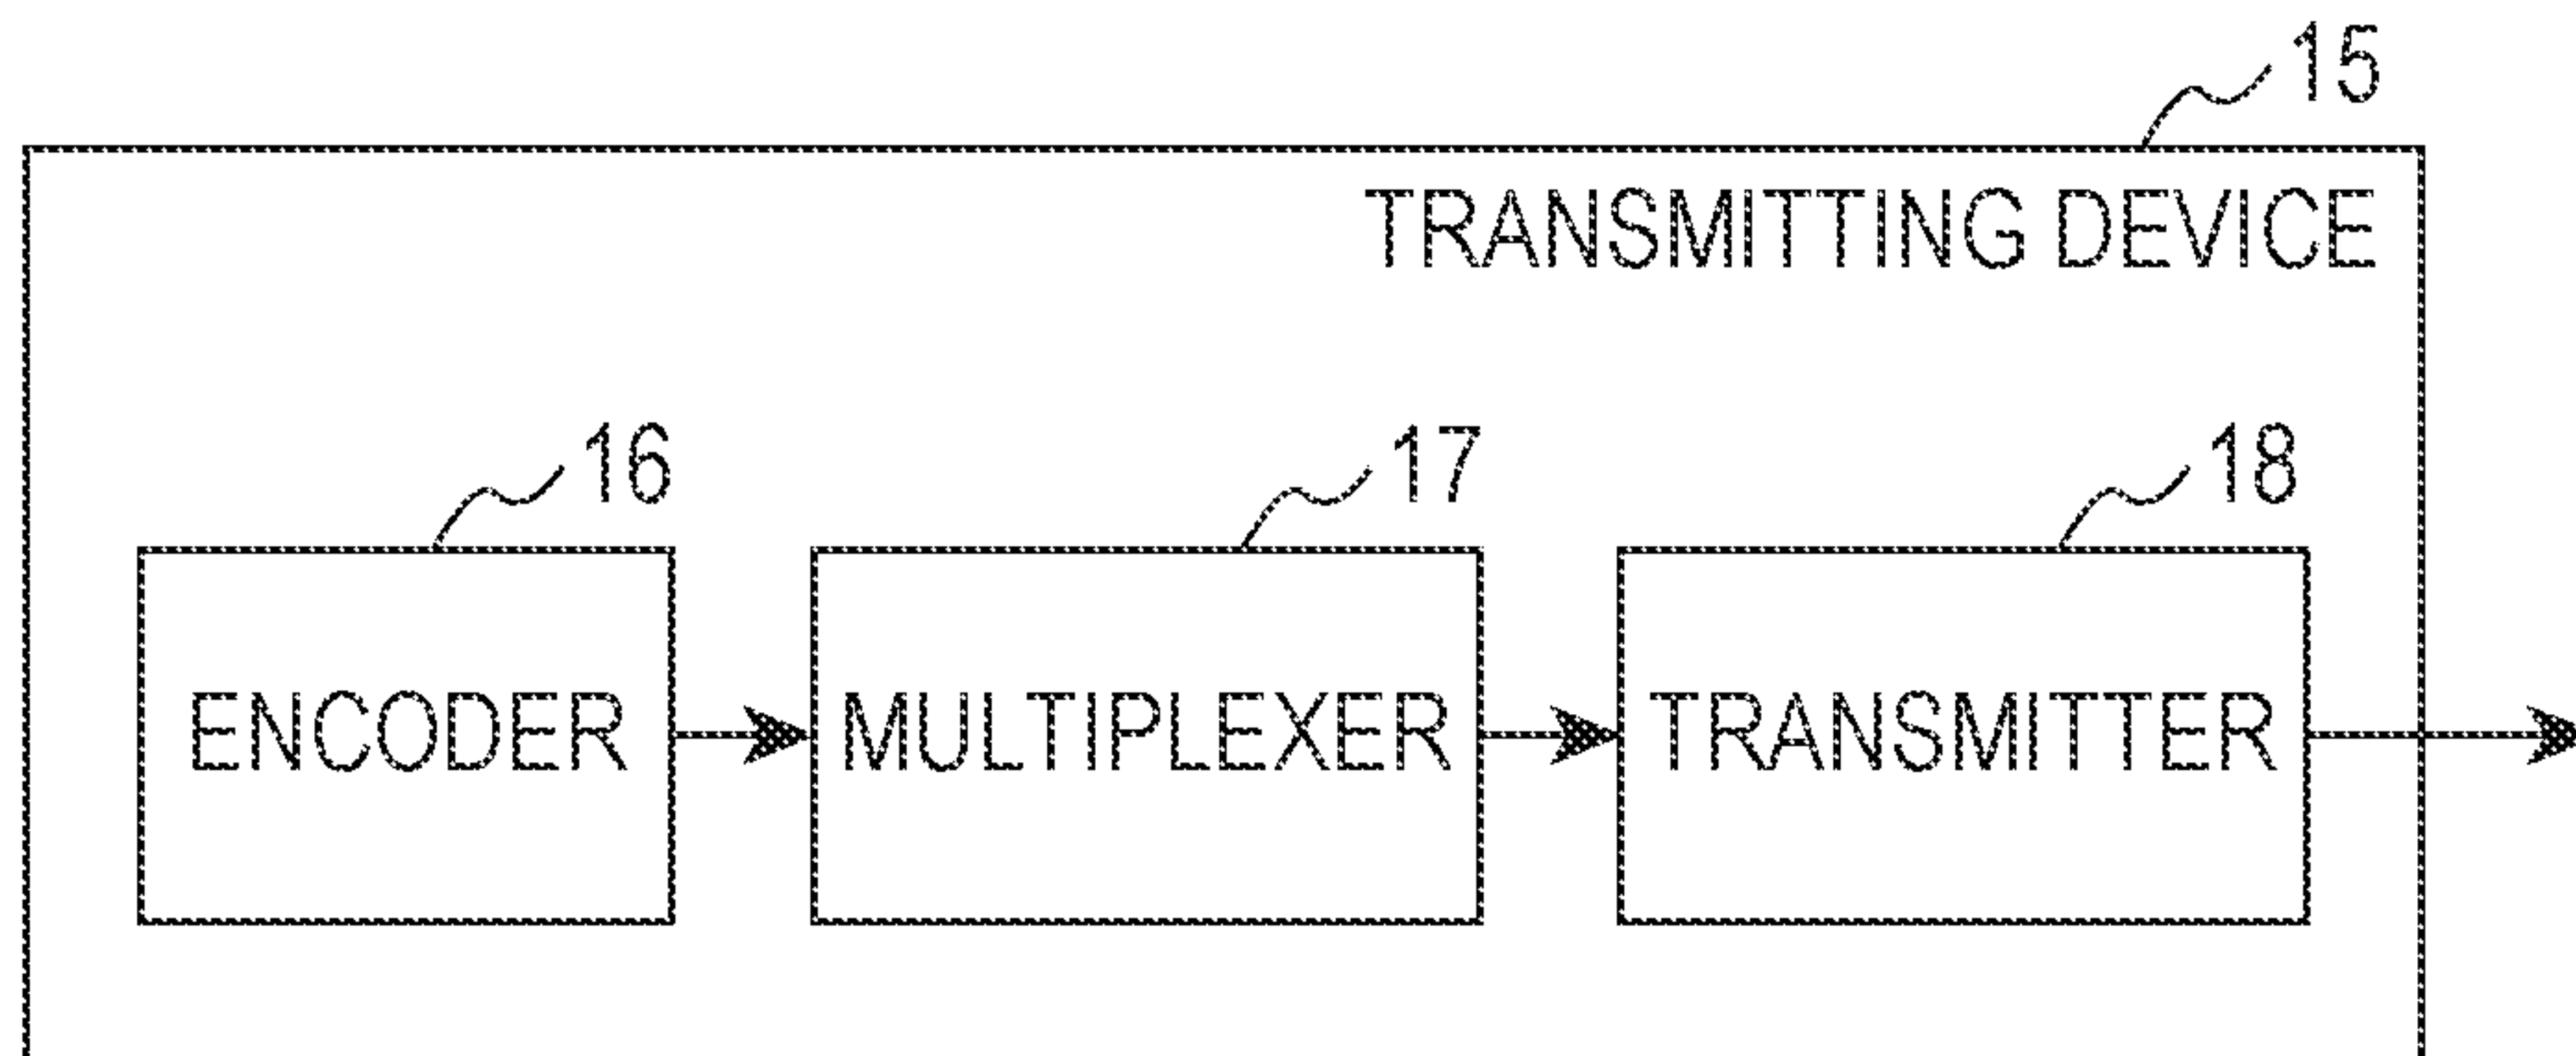 15
TRANSMITTING DEVICE
16
17
18
ENCODER
MULTIPLEXER
TRANSMITTER